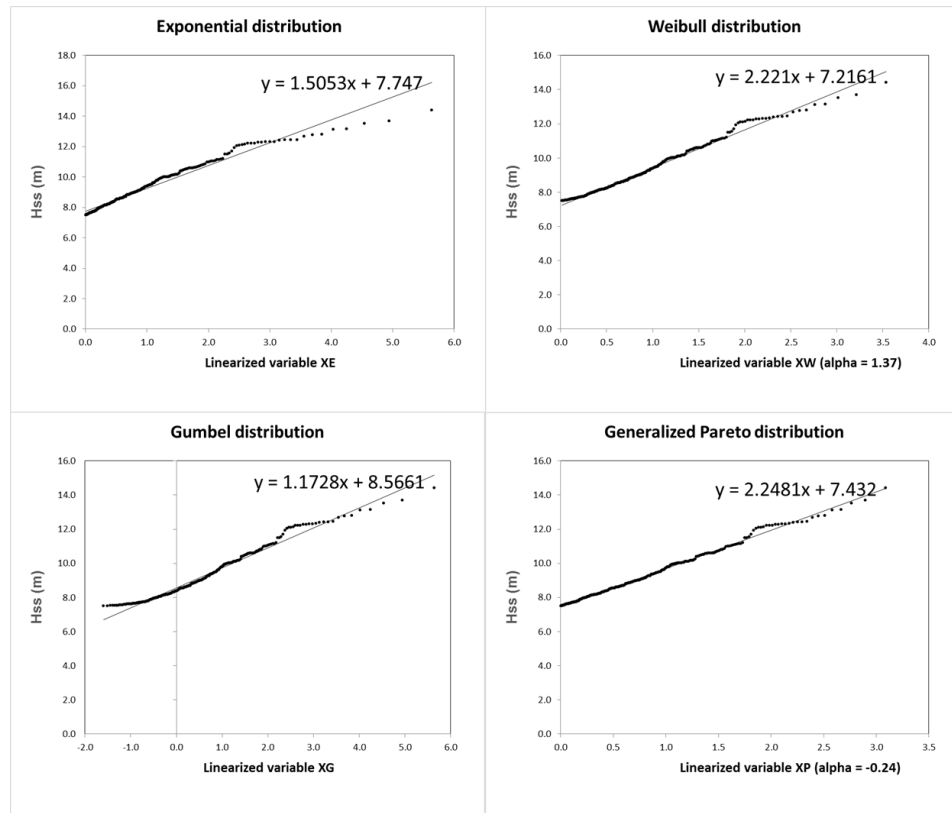 Exponential distribution
18.0
16.0
14.0
12.0
10.0
8.0
6.0
4.0
2.0
0.0
Hss (m)
y = 1.5053x + 7.747
0.0 1.0 2.0 3.0 4.0 5.0 6.0
Linearized variable XE
Weibull distribution
16.0
14.0
12.0
10.0
8.0
6.0
4.0
2.0
0.0
Hss (m)
y = 2.221x + 7.2161
0.0 0.5 1.0 1.5 2.0 2.5 3.0 3.5 4.0
Linearized variable XW (alpha = 1.37)
Gumbel distribution
16.0
14.0
12.0
10.0
8.0
6.0
4.0
2.0
0.0
Hss (m)
y = 1.1728x + 8.5661
-2.0 -1.0 0.0 1.0 2.0 3.0 4.0 5.0 6.0
Linearized variable XG
Generalized Pareto distribution
16.0
14.0
12.0
10.0
8.0
6.0
4.0
2.0
0.0
Hss (m)
y = 2.2481x + 7.432
0.0 0.5 1.0 1.5 2.0 2.5 3.0 3.5
Linearized variable XP (alpha = -0.24)